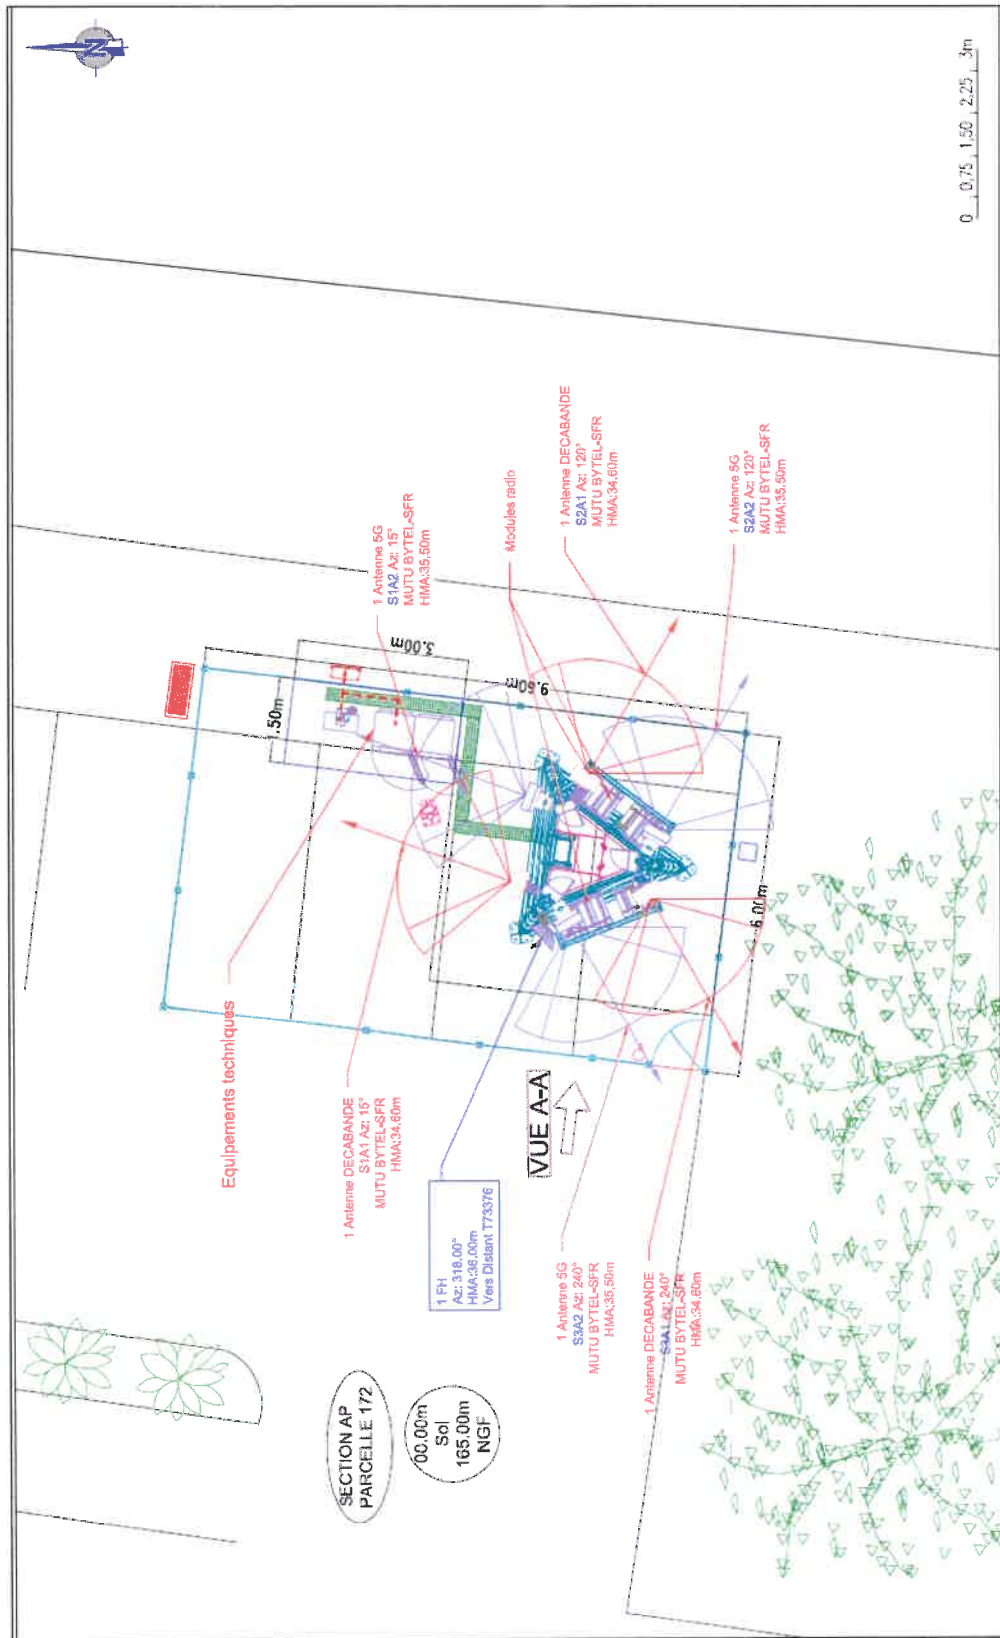 N
0 0,75 1,50 2,25 3m
1 Antenne 5G
S1A2 Az: 15°
MUTU BYTEL-SFR
HMA:35,50m
Modules radio
1 Antenne DECABANDE
S2A1 Az: 120°
MUTU BYTEL-SFR
HMA:34,60m
1 Antenne 5G
S2A2 Az: 120°
MUTU BYTEL-SFR
HMA:35,50m
3.00m
1.50m
9.60m
6.00m
Equipements techniques
1 Antenne DECABANDE
S1A1 Az: 15°
MUTU BYTEL-SFR
HMA:34,60m
1 FH
Az: 318.00°
HMA:36,00m
Vers Distant T73376
VUE A-A
1 Antenne 5G
S3A2 Az: 240°
MUTU BYTEL-SFR
HMA:35,50m
1 Antenne DECABANDE
S3A1 Az: 240°
MUTU BYTEL-SFR
HMA:34,60m
SECTION AP
PARCELLE 172
00.00m
Sol
165.00m
NGF